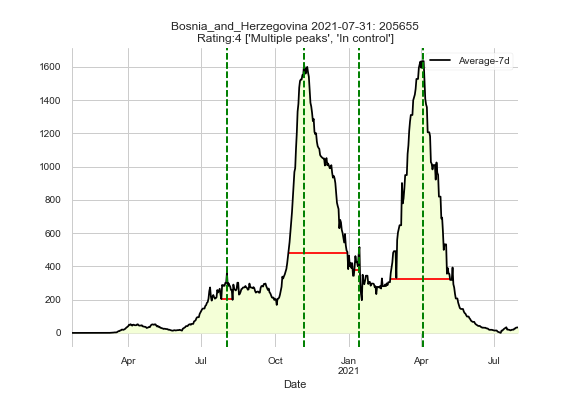 Bosnia_and_Herzegovina 2021-07-31: 205655
Rating:4 ['Multiple peaks', 'In control']
Average-7d
1600
1400
1200
1000
800
600
400
200
0
Apr Jul Oct Jan Apr Jul
2021
Date